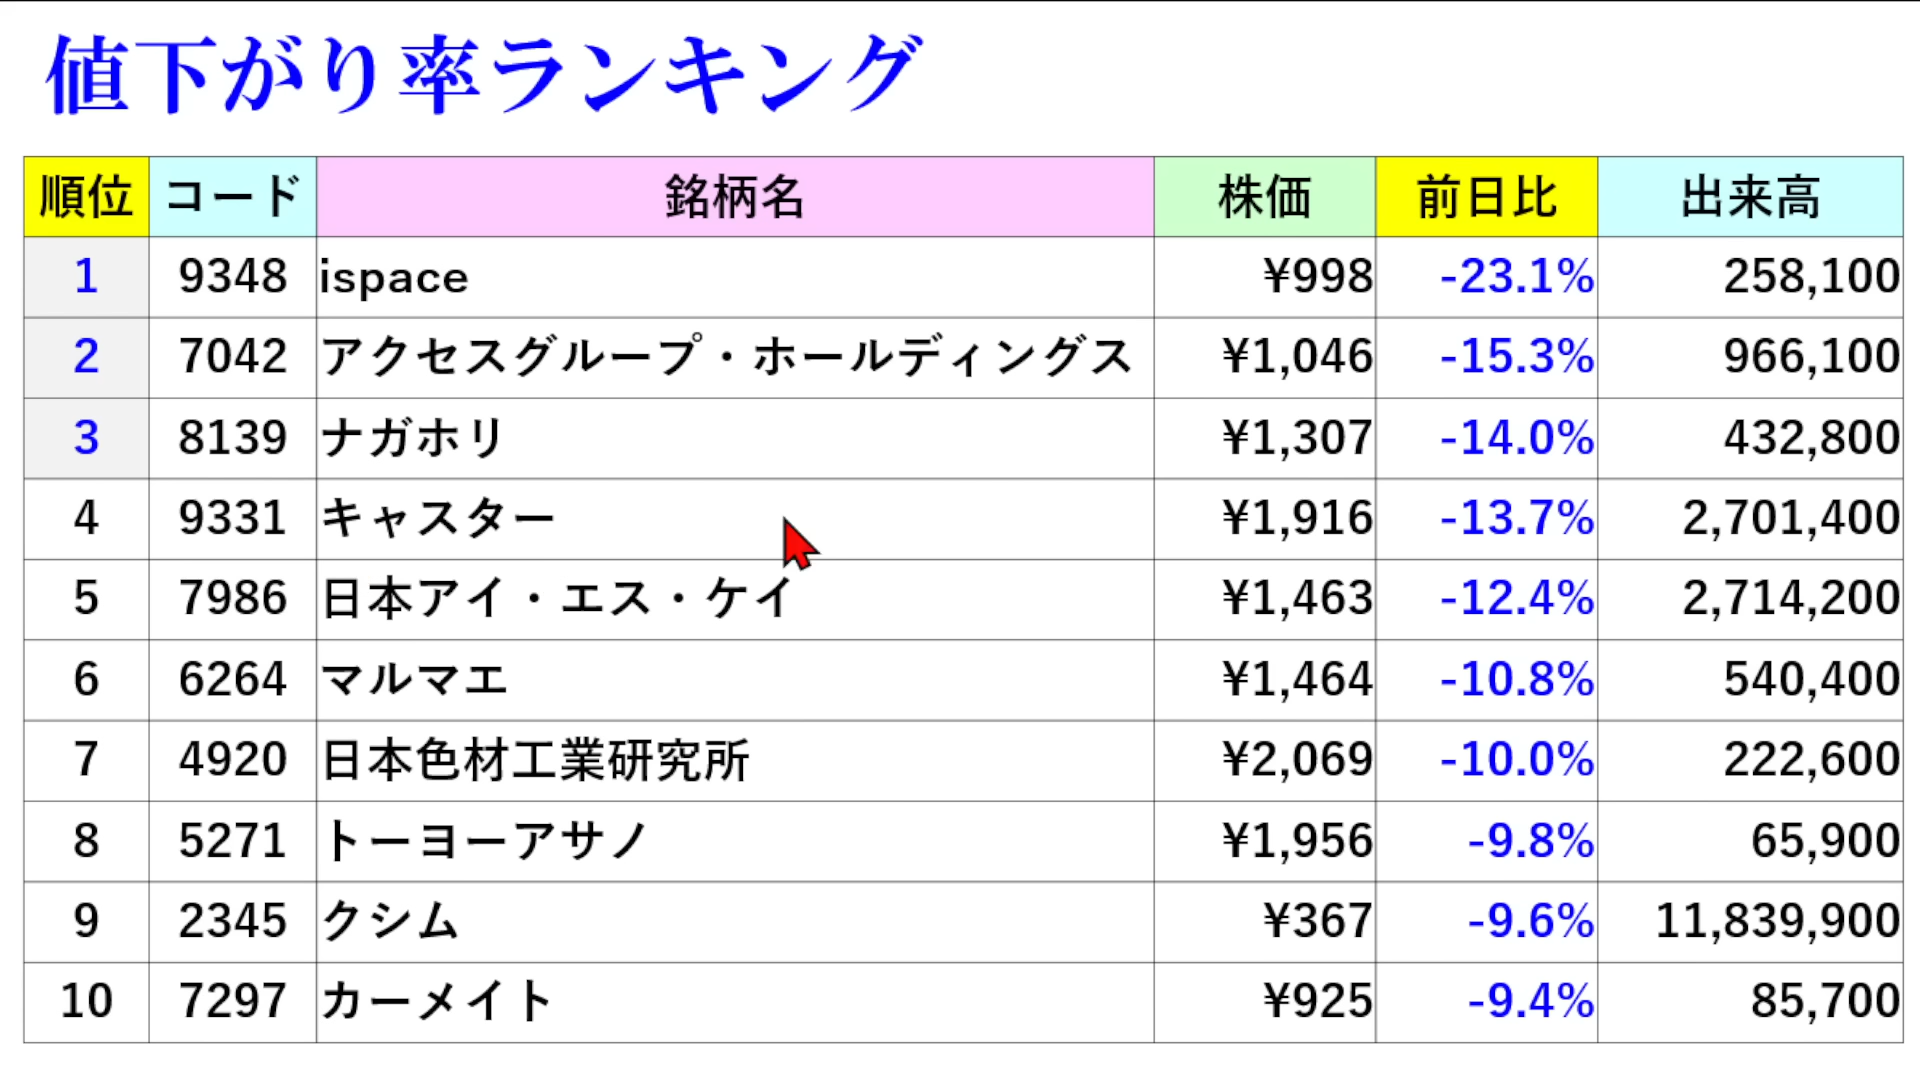 値下がり率ランキング
順位 コード 銘柄名 株価 前日比 出来高
1 9348 ispace ¥998 -23.1% 258,100
2 7042 アクセスグループ・ホールディングス ¥1,046 -15.3% 966,100
3 8139 ナガホリ ¥1,307 -14.0% 432,800
4 9331 キャスター ¥1,916 -13.7% 2,701,400
5 7986 日本アイ・エス・ケイ ¥1,463 -12.4% 2,714,200
6 6264 マルマエ ¥1,464 -10.8% 540,400
7 4920 日本色材工業研究所 ¥2,069 -10.0% 222,600
8 5271 トーヨーアサノ ¥1,956 -9.8% 65,900
9 2345 クシム ¥367 -9.6% 11,839,900
10 7297 カーメイト ¥925 -9.4% 85,700